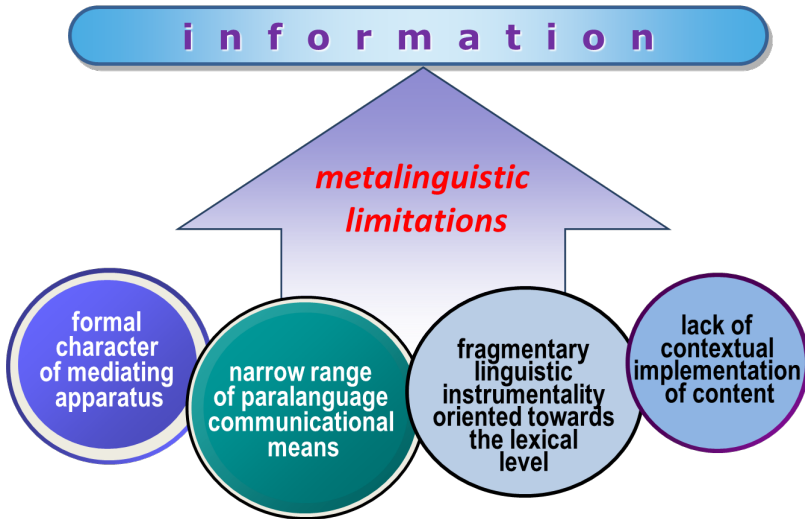 information
metalinguistic
limitations
formal
character
of mediating
apparatus
narrow range
of paralanguage
communicational
means
fragmentary
linguistic
instrumentality
oriented towards
the lexical
level
lack of
contextual
implementation
of content